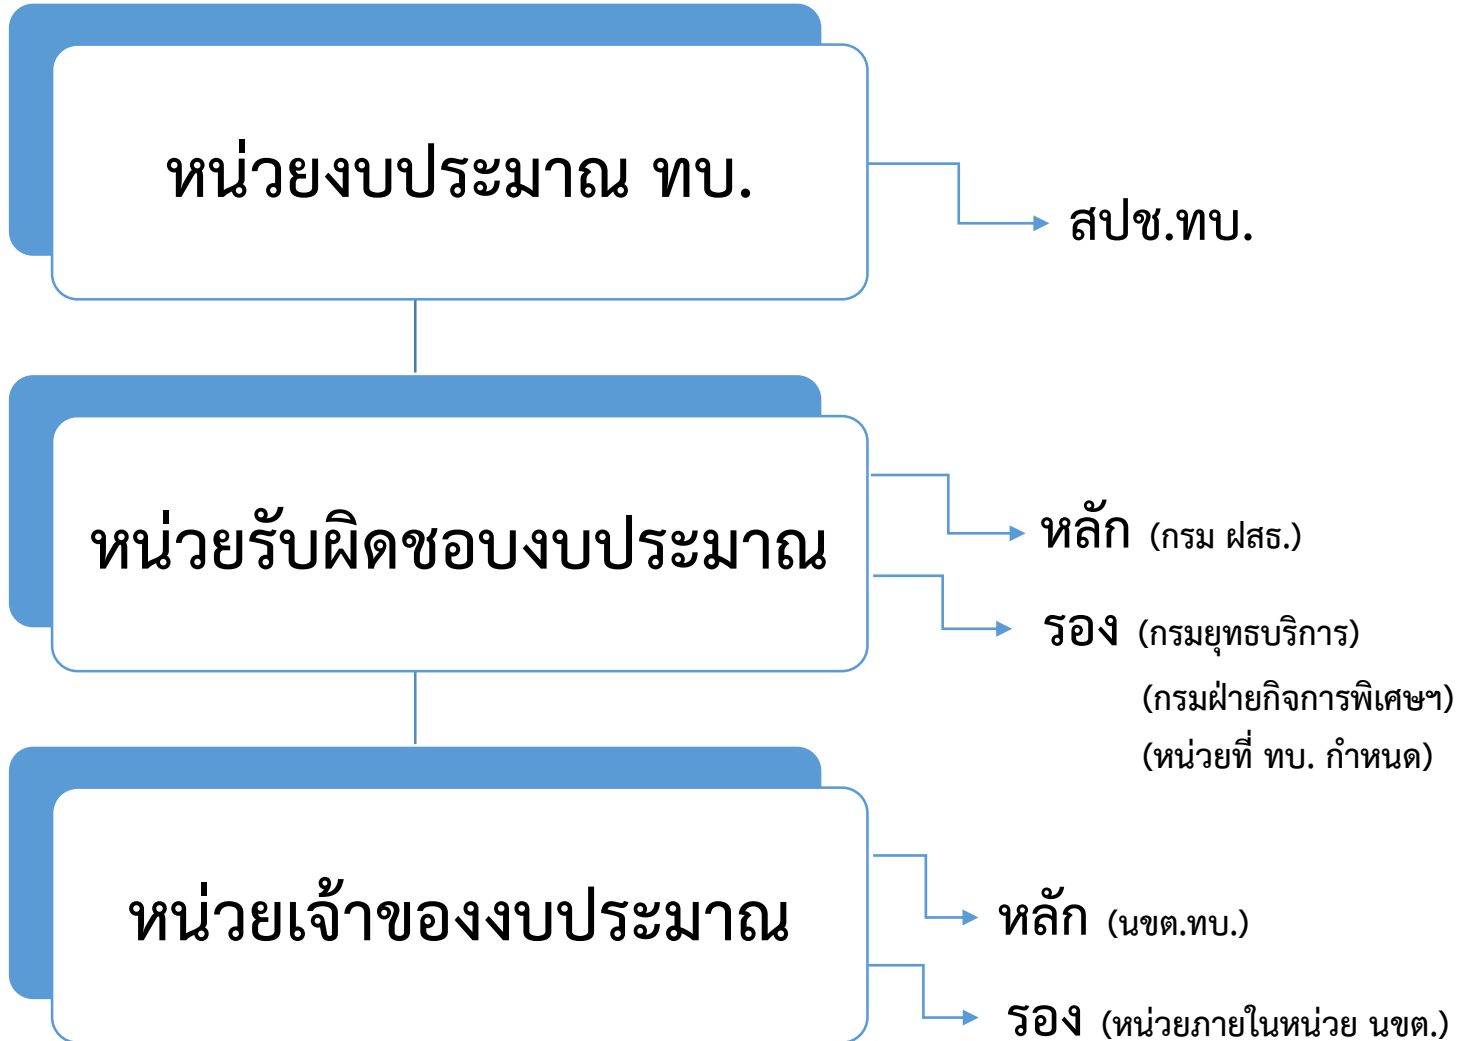 หน่วยงบประมาณ ทบ.
สปช.ทบ.
หน่วยรับผิดชอบงบประมาณ
หลัก (กรม ฝสธ.)
รอง (กรมยุทธบริการ)
(กรมฝ่ายกิจการพิเศษฯ)
(หน่วยที่ ทบ. กำหนด)
หน่วยเจ้าของงบประมาณ
หลัก (นขต.ทบ.)
รอง (หน่วยภายในหน่วย นขต.)